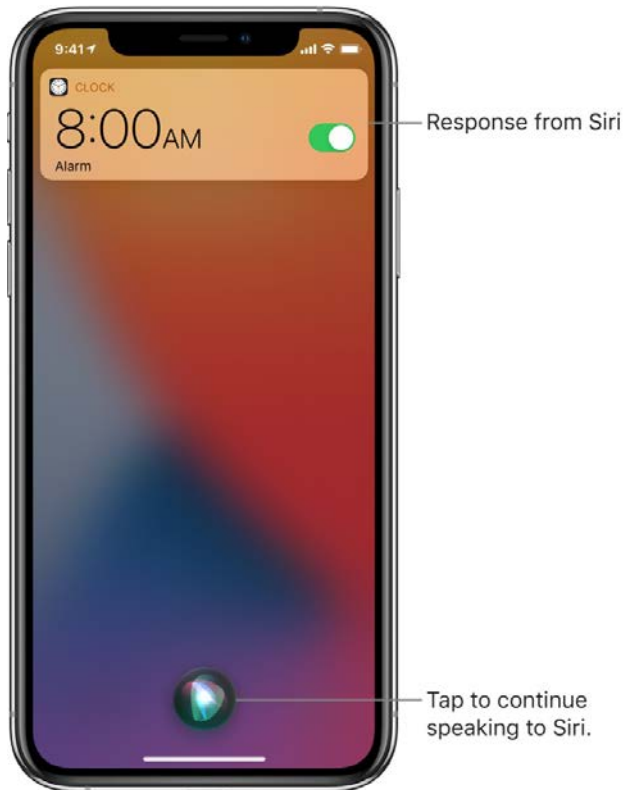 9:41
CLOCK
8:00AM
Alarm
Response from Siri
Tap to continue
speaking to Siri.